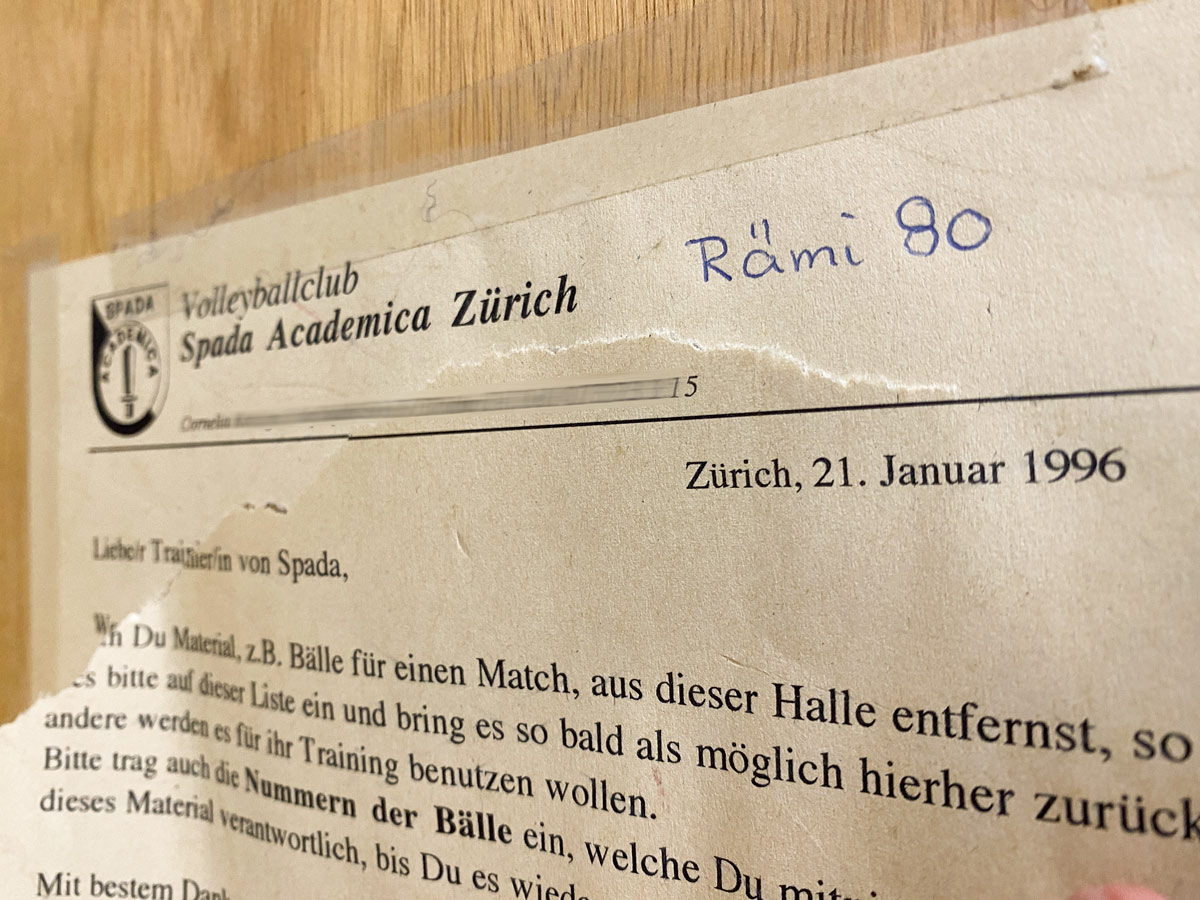 Rämi 80
SPADA
ACADEMICA
Volleyballclub
Spada Academica Zürich
Cornelia 15
Zürich, 21. Januar 1996
Liebe/r Trainer/in von Spada,
Du Material, z.B. Bälle für einen Match, aus dieser Halle entfernst, so
bitte auf dieser Liste ein und bring es so bald als möglich hierher zurück
andere werden es für ihr Training benutzen wollen.
Bitte trag auch die Nummern der Bälle ein, welche Du
dieses Material verantwortlich, bis Du es
Mit bestem